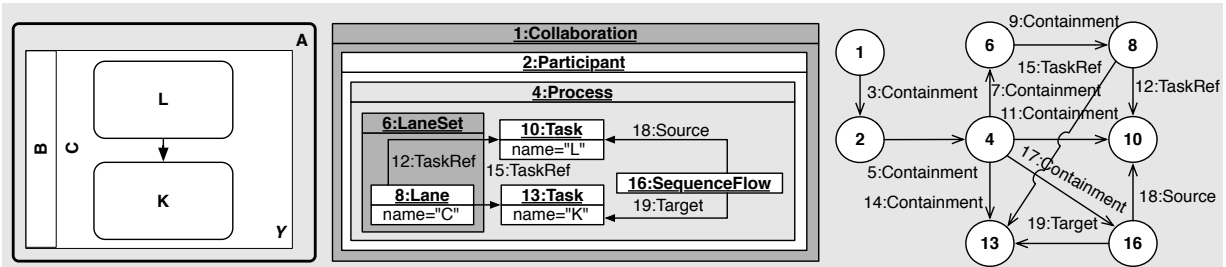 A
B
C
L
K
Y
1:Collaboration
2:Participant
4:Process
6:LaneSet
10:Task
name="L"
18:Source
12:TaskRef
15:TaskRef
8:Lane
name="C"
13:Task
name="K"
16:SequenceFlow
19:Target
9:Containment
1
6
8
15:TaskRef
3:Containment
7:Containment
12:TaskRef
11:Containment
2
4
10
5:Containment
17:Containment
14:Containment
18:Source
19:Target
13
16